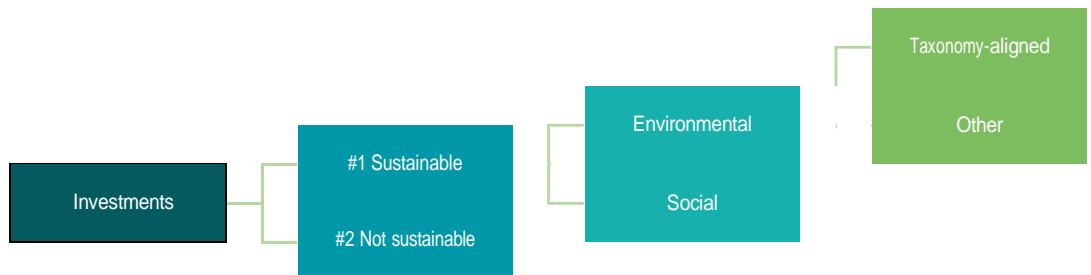 Investments
#1 Sustainable
#2 Not sustainable
Environmental
Social
Taxonomy-aligned
Other